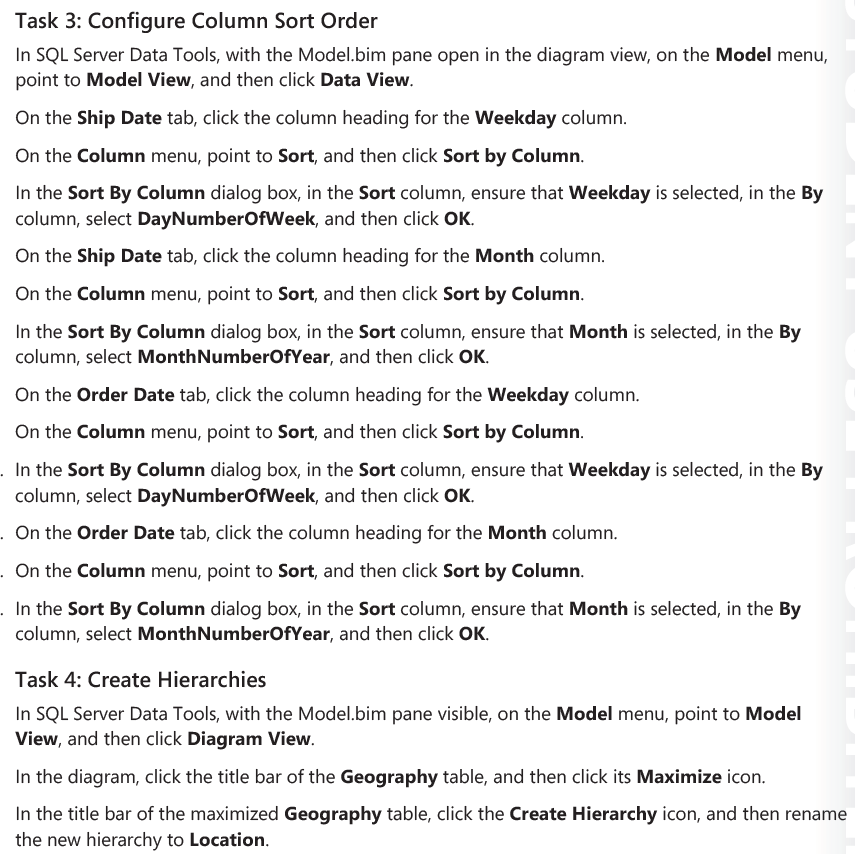 Task 3: Configure Column Sort Order
In SQL Server Data Tools, with the Model.bim pane open in the diagram view, on the Model menu,
point to Model View, and then click Data View.
On the Ship Date tab, click the column heading for the Weekday column.
On the Column menu, point to Sort, and then click Sort by Column.
In the Sort By Column dialog box, in the Sort column, ensure that Weekday is selected, in the By
column, select DayNumberOfWeek, and then click OK.
On the Ship Date tab, click the column heading for the Month column.
On the Column menu, point to Sort, and then click Sort by Column.
In the Sort By Column dialog box, in the Sort column, ensure that Month is selected, in the By
column, select MonthNumberOfYear, and then click OK.
On the Order Date tab, click the column heading for the Weekday column.
On the Column menu, point to Sort, and then click Sort by Column.
. In the Sort By Column dialog box, in the Sort column, ensure that Weekday is selected, in the By
column, select DayNumberOfWeek, and then click OK.
. On the Order Date tab, click the column heading for the Month column.
. On the Column menu, point to Sort, and then click Sort by Column.
. In the Sort By Column dialog box, in the Sort column, ensure that Month is selected, in the By
column, select MonthNumberOfYear, and then click OK.
Task 4: Create Hierarchies
In SQL Server Data Tools, with the Model.bim pane visible, on the Model menu, point to Model
View, and then click Diagram View.
In the diagram, click the title bar of the Geography table, and then click its Maximize icon.
In the title bar of the maximized Geography table, click the Create Hierarchy icon, and then rename
the new hierarchy to Location.